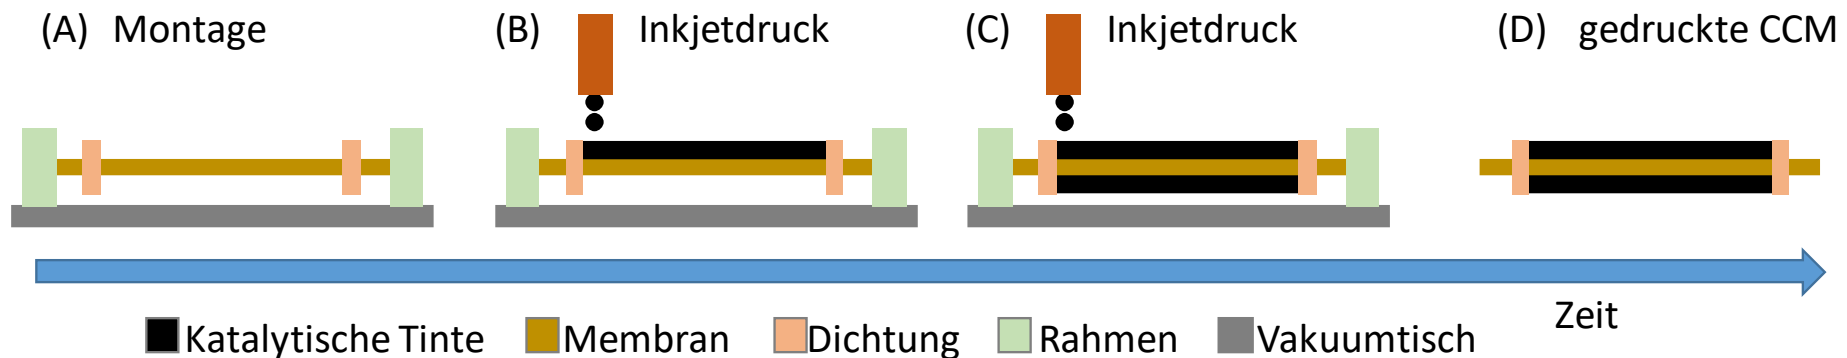 (A) Montage
(B) Inkjetdruck
(C) Inkjetdruck
(D) gedruckte CCM
Zeit
Katalytische Tinte
Membran
Dichtung
Rahmen
Vakuumtisch